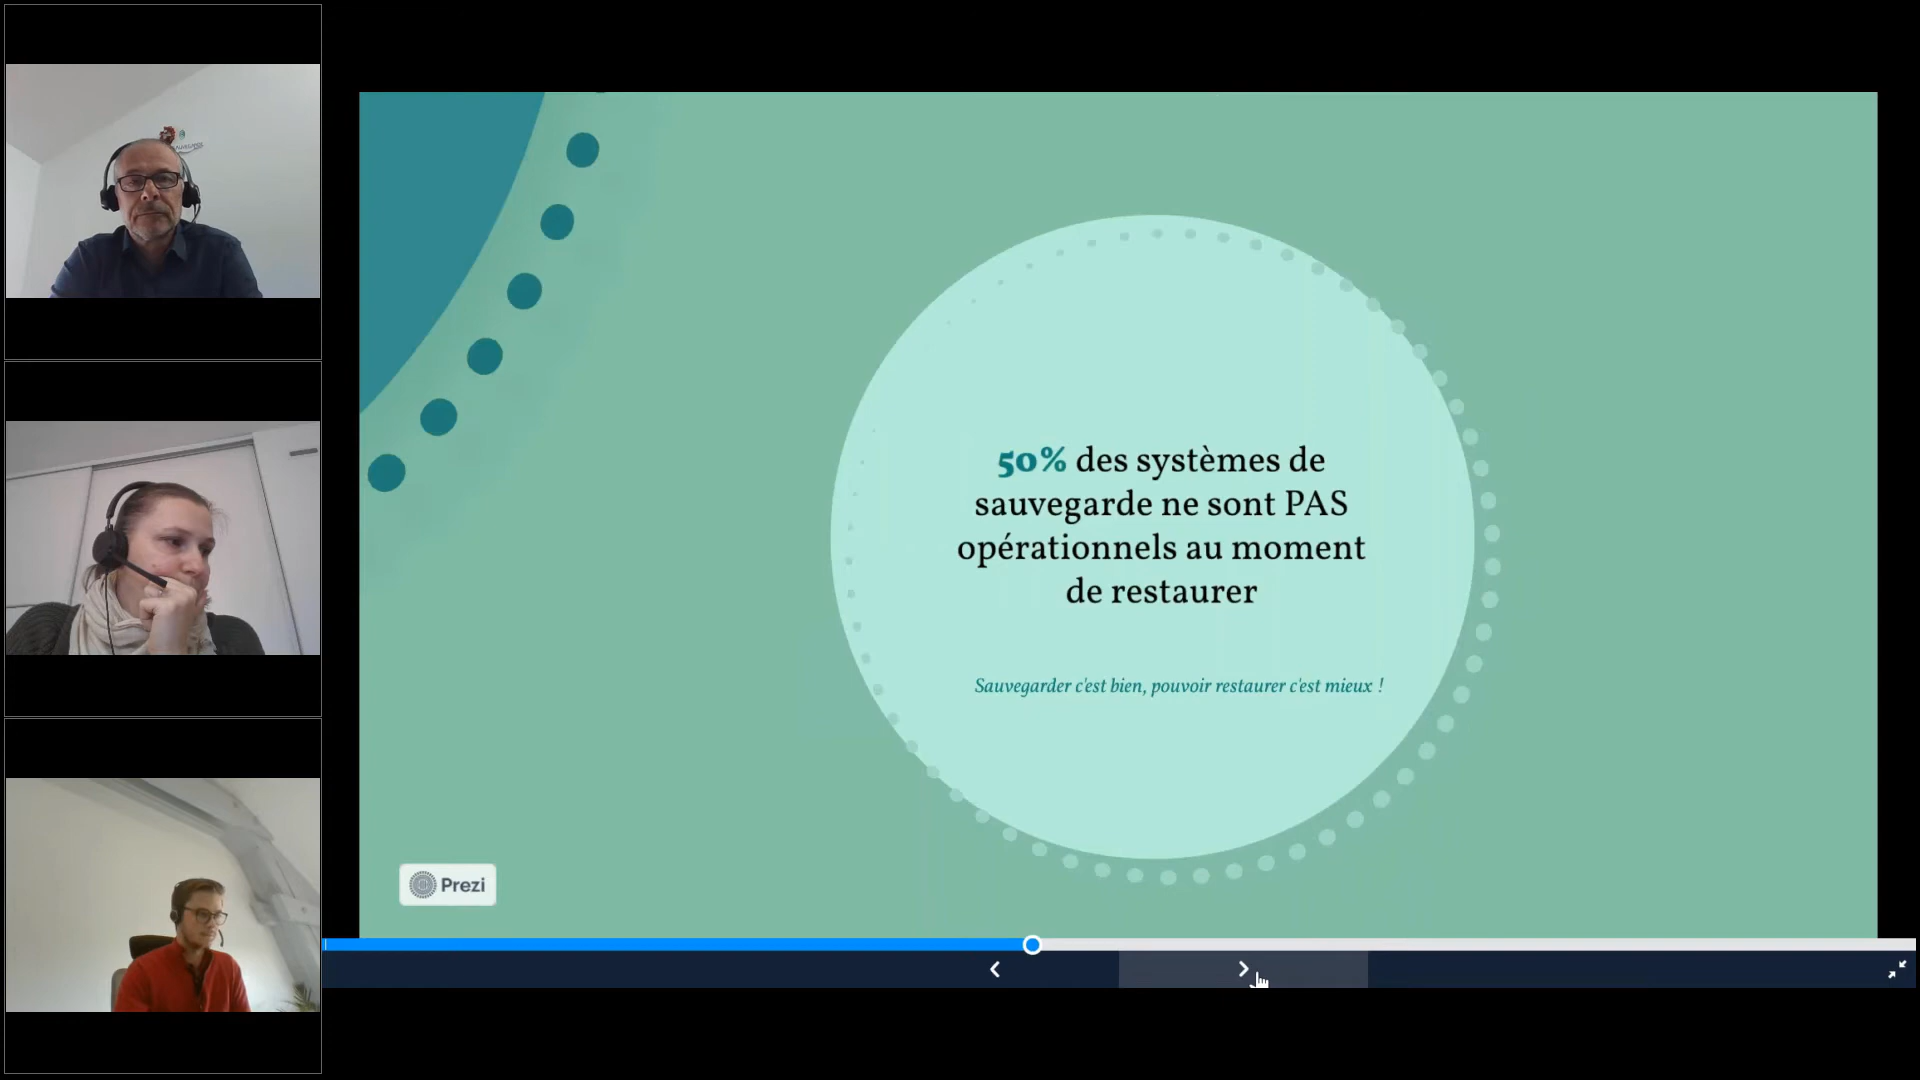 50% des systèmes de
sauvegarde ne sont PAS
opérationnels au moment
de restaurer
Sauvegarder c'est bien, pouvoir restaurer c'est mieux !
Prezi